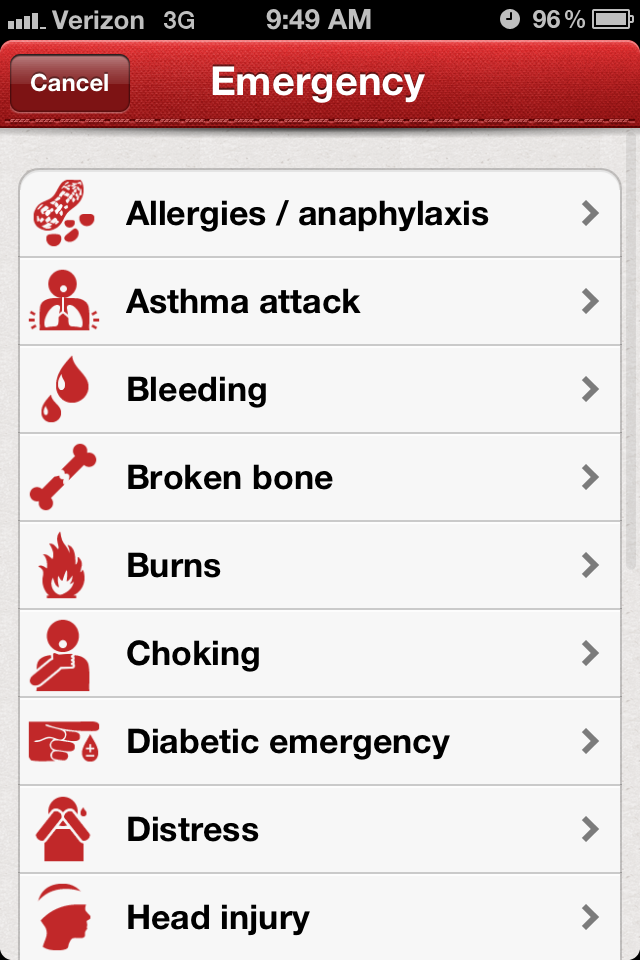 Verizon 3G 9:49 AM 96%
Cancel Emergency
Allergies / anaphylaxis
Asthma attack
Bleeding
Broken bone
Burns
Choking
Diabetic emergency
Distress
Head injury